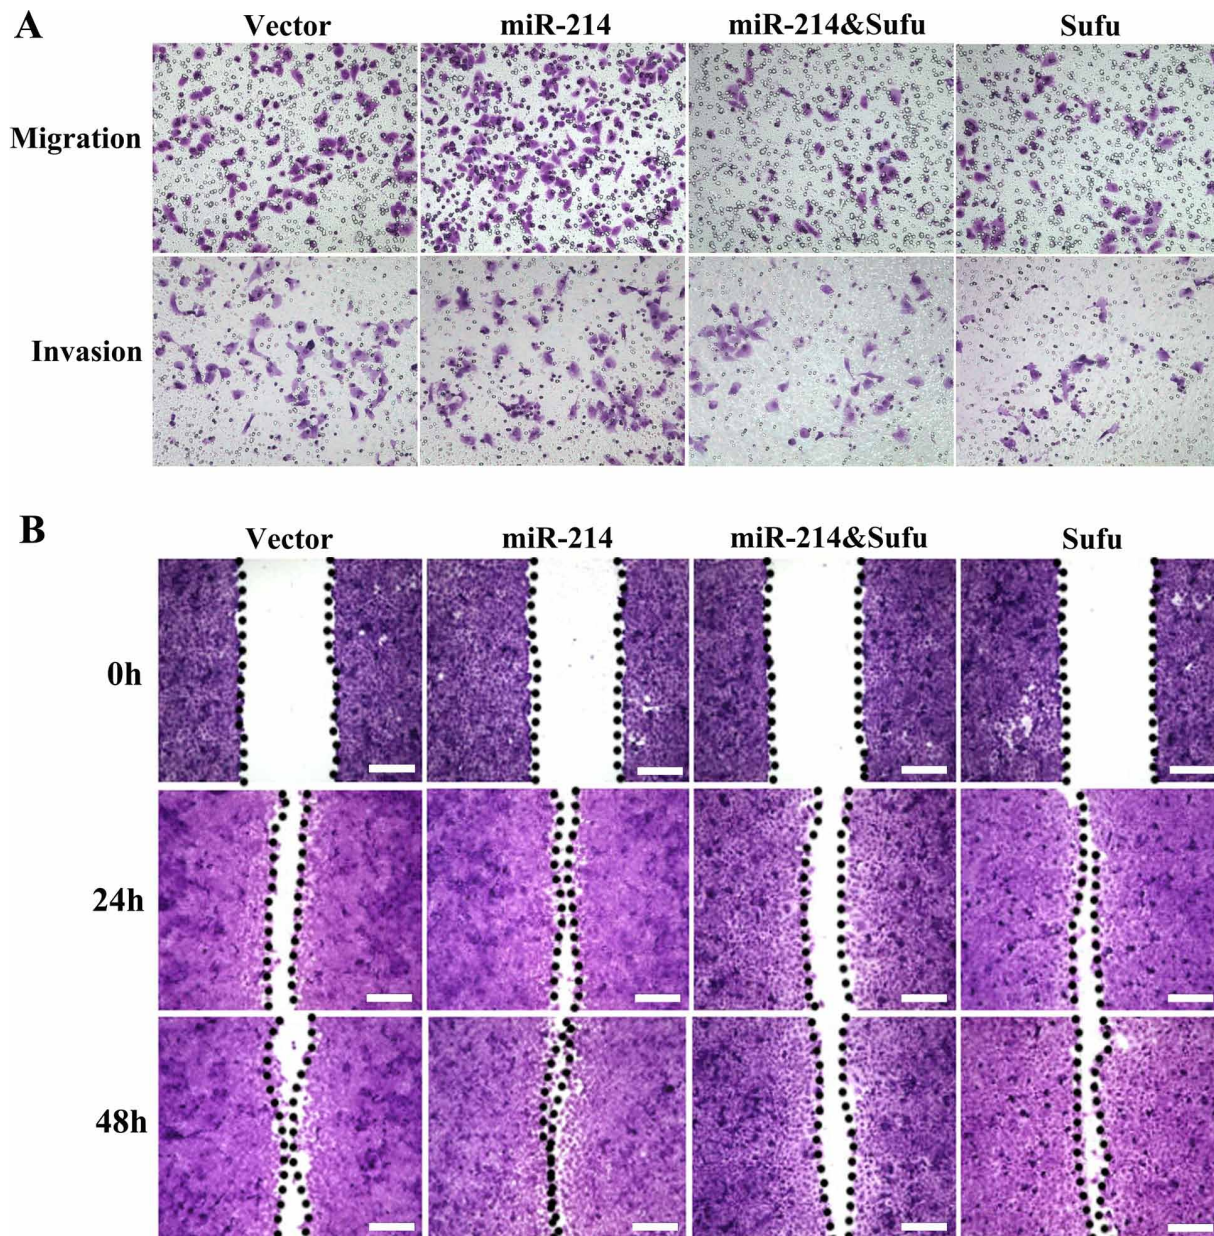 A
Vector miR-214 miR-214&Sufu Sufu
Migration
Invasion
B
Vector miR-214 miR-214&Sufu Sufu
0h
24h
48h